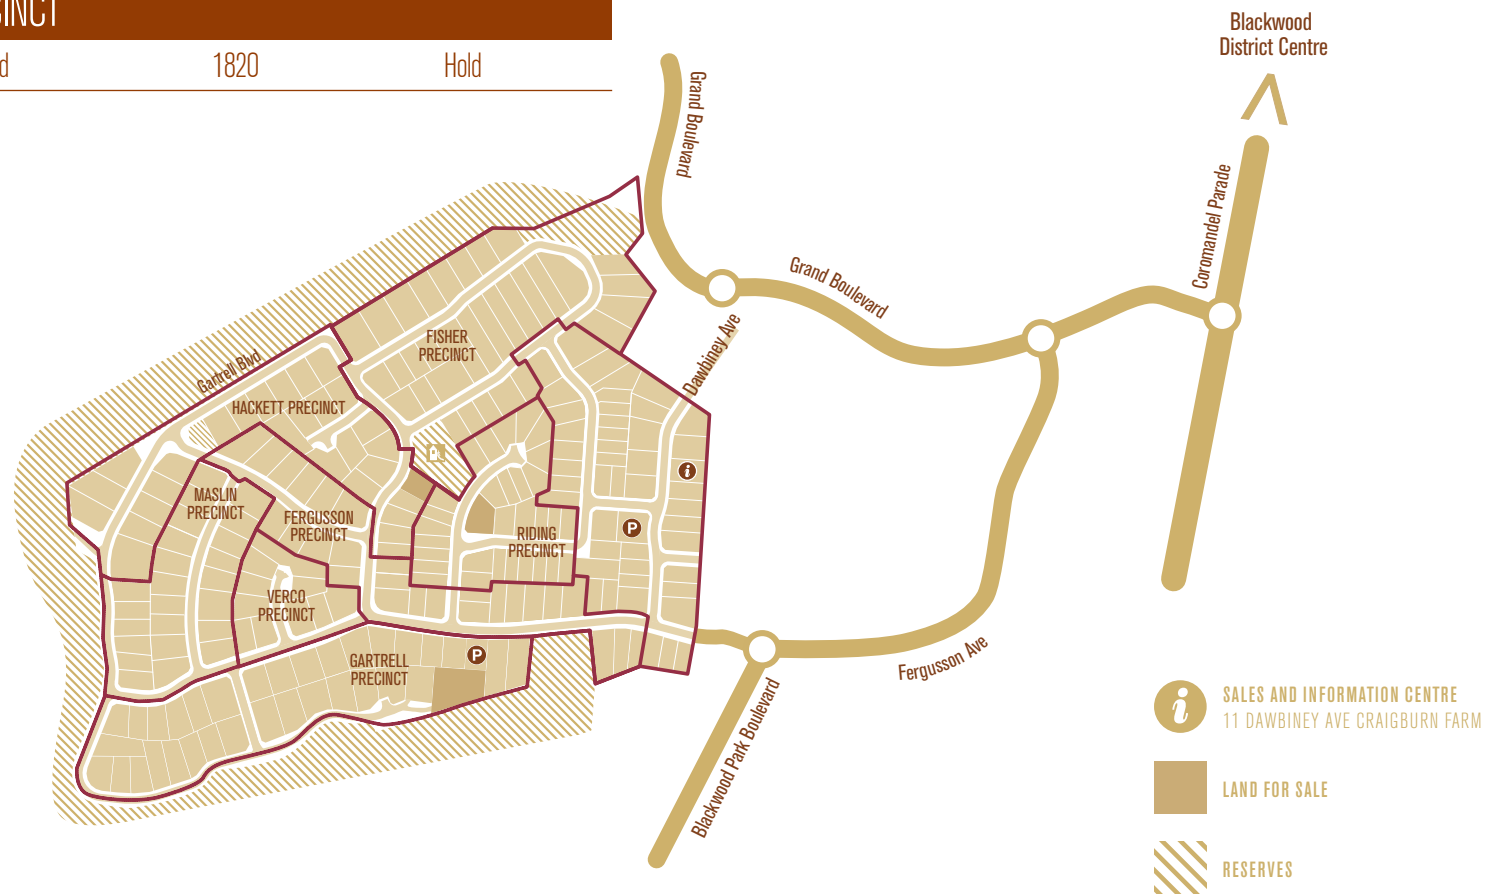 1820 Hold
Blackwood
District Centre
Grand Boulevard
Coromandel Parade
Grand Boulevard
Dawbiney Ave
FISHER
PRECINCT
Gartrell Blvd
HACKETT PRECINCT
MASLIN
PRECINCT
FERGUSSON
PRECINCT
RIDING
PRECINCT
VERCO
PRECINCT
GARTRELL
PRECINCT
i
P
P
Fergusson Ave
Blackwood Park Boulevard
i
SALES AND INFORMATION CENTRE
11 DAWBINEY AVE CRAIGBURN FARM
LAND FOR SALE
RESERVES